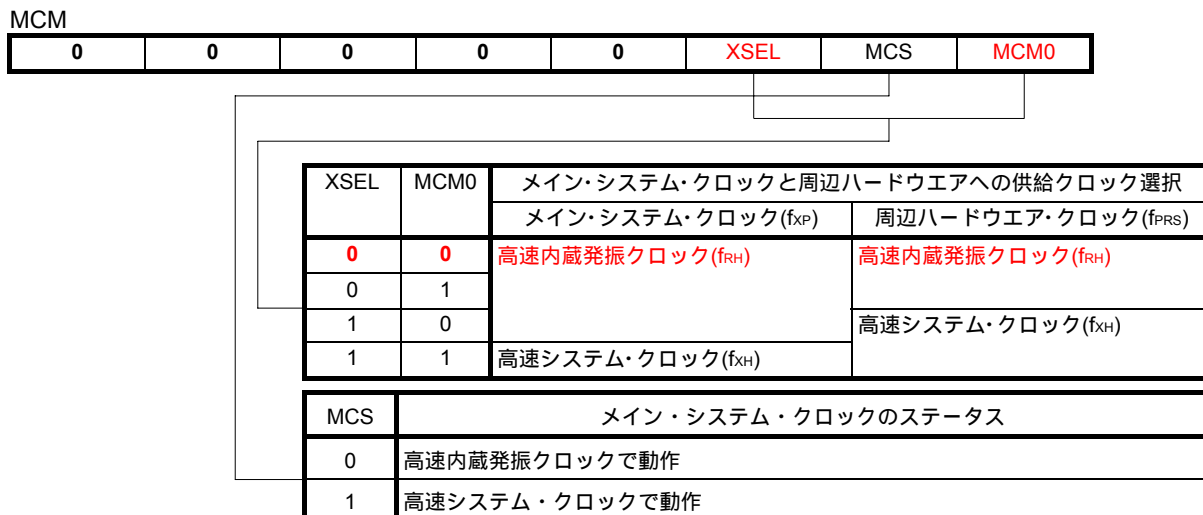 MCM
0 0 0 0 0 XSEL MCS MCM0
XSEL MCM0 メイン・システム・クロックと周辺ハードウエアへの供給クロック選択
メイン・システム・クロック(fXP) 周辺ハードウエア・クロック(fPRS)
0 0 高速内蔵発振クロック(fRH) 高速内蔵発振クロック(fRH)
0 1
1 0 高速システム・クロック(fXH)
1 1 高速システム・クロック(fXH)
MCS メイン・システム・クロックのステータス
0 高速内蔵発振クロックで動作
1 高速システム・クロックで動作